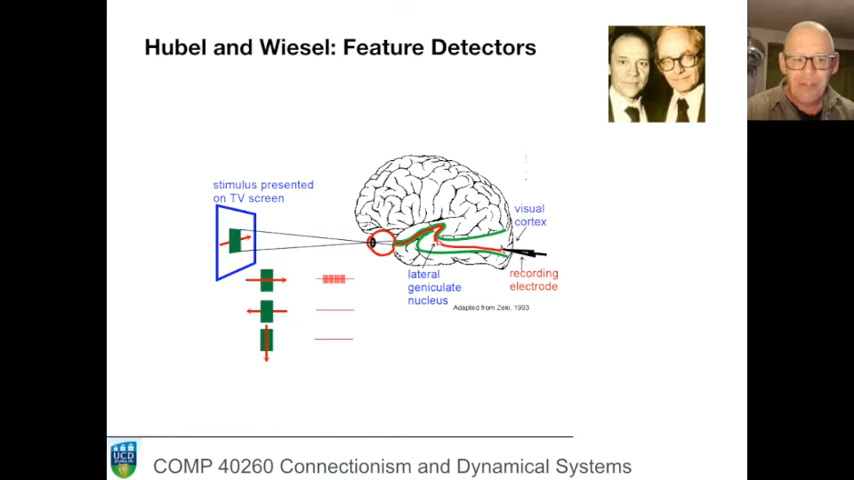 Hubel and Wiesel: Feature Detectors
stimulus presented
on TV screen
visual
cortex
lateral
geniculate
nucleus
recording
electrode
Adapted from Zeki, 1993
UCD
DUBLIN
COMP 40260 Connectionism and Dynamical Systems